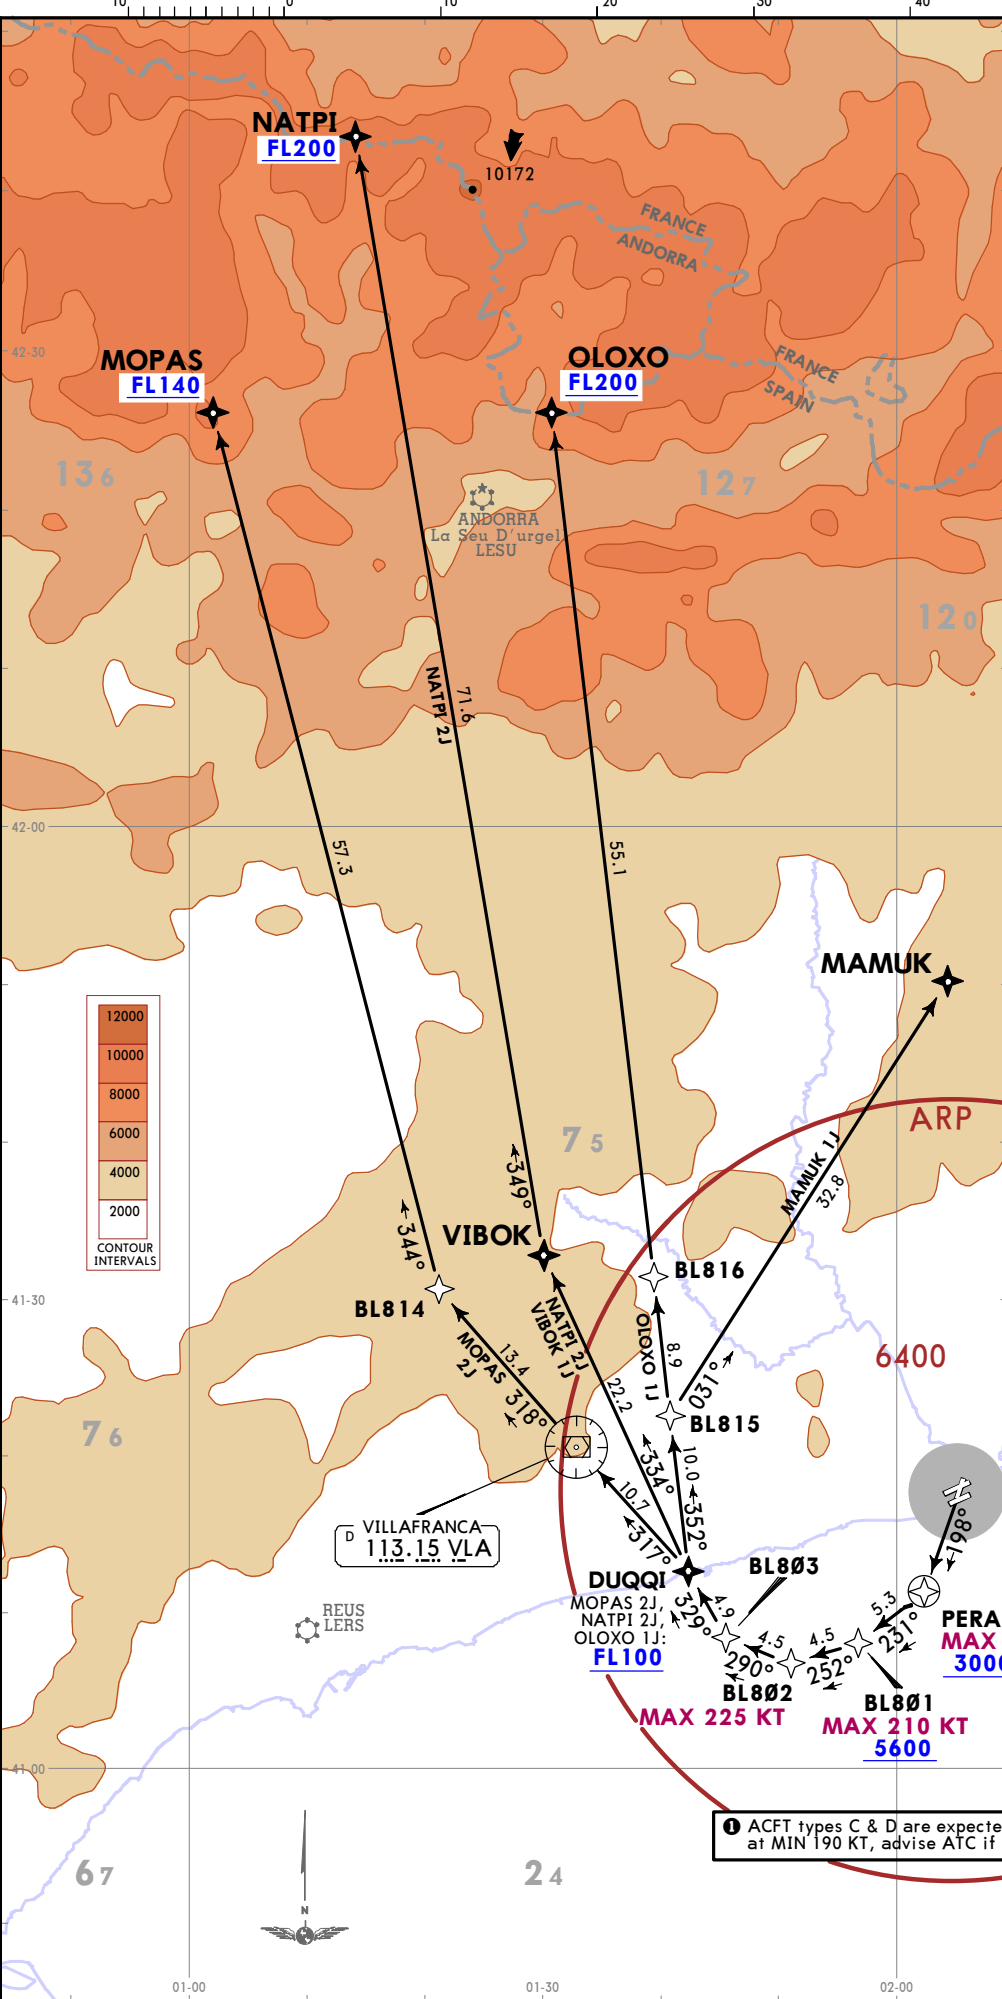 10 0 10 20 30 40
NATPI
FL200
10172
FRANCE
ANDORRA
42-30
MOPAS
FL140
OLOXO
FL200
FRANCE
SPAIN
136
127
ANDORRA
La Seu D'urgel
LESU
120
NATPI 2J
71.6
42-00
57.3
55.1
MAMUK
12000
10000
8000
6000
4000
2000
CONTOUR
INTERVALS
ARP
75
MAMUK 1J
32.8
349°
344°
VIBOK
BL816
BL814
41-30
NATPI 2J
VIBOK 1J
OLOXO 1J
8.9
MOPAS
2J
13.4
22.2
031°
6400
318°
BL815
76
334°
10.0
352°
10.7
317°
D VILLAFRANCA
113.15 VLA
198°
DUQQI
MOPAS 2J,
NATPI 2J,
OLOXO 1J:
FL100
BL8Ø3
REUS
LERS
4.9
329°
4.5
290°
4.5
252°
5.3
231°
PERA
MAX
3000
BL8Ø2
MAX 225 KT
BL8Ø1
MAX 210 KT
5600
41-00
1 ACFT types C & D are expecte
at MIN 190 KT, advise ATC if
67
24
N
01-00
01-30
02-00